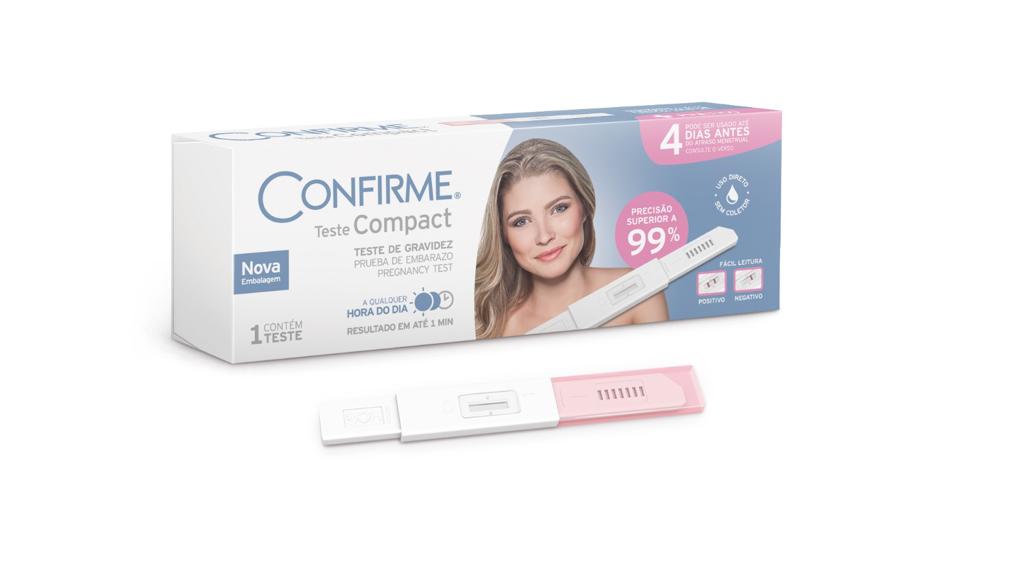 CONFIRME®
Teste Compact
TESTE DE GRAVIDEZ
PRUEBA DE EMBARAZO
PREGNANCY TEST
Nova
Embalagem
A QUALQUER
HORA DO DIA
1 CONTÉM
TESTE
RESULTADO EM ATÉ 1 MIN
4 PODE SER USADO ATÉ
DIAS ANTES
DO ATRASO MENSTRUAL
CONSULTE O VERSO
USO DIRETO
SEM COLETOR
PRECISÃO
SUPERIOR A
99%
FÁCIL LEITURA
POSITIVO
NEGATIVO